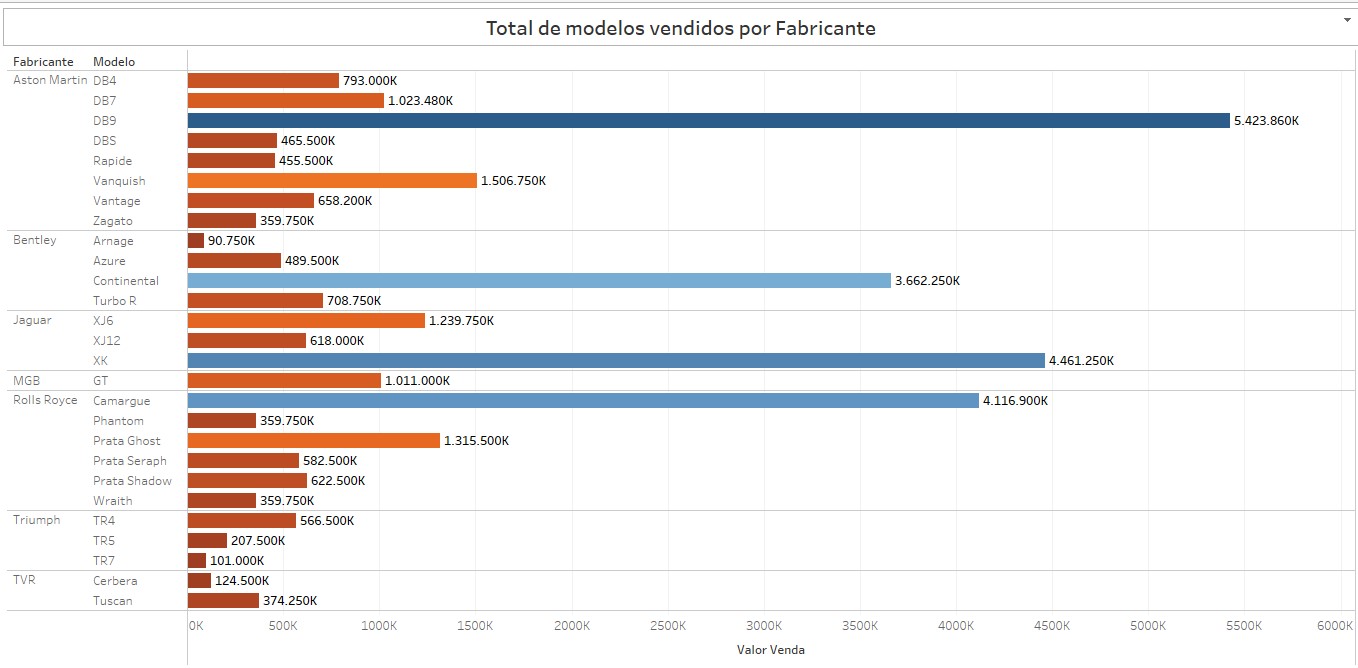 Total de modelos vendidos por Fabricante
Fabricante Modelo
Aston Martin DB4 793.000K
DB7 1.023.480K
DB9 5.423.860K
DBS 465.500K
Rapide 455.500K
Vanquish 1.506.750K
Vantage 658.200K
Zagato 359.750K
Bentley Arnage 90.750K
Azure 489.500K
Continental 3.662.250K
Turbo R 708.750K
Jaguar XJ6 1.239.750K
XJ12 618.000K
XK 4.461.250K
MGB GT 1.011.000K
Rolls Royce Camargue 4.116.900K
Phantom 359.750K
Prata Ghost 1.315.500K
Prata Seraph 582.500K
Prata Shadow 622.500K
Wraith 359.750K
Triumph TR4 566.500K
TR5 207.500K
TR7 101.000K
TVR Cerbera 124.500K
Tuscan 374.250K
0K 500K 1000K 1500K 2000K 2500K 3000K 3500K 4000K 4500K 5000K 5500K 6000K
Valor Venda